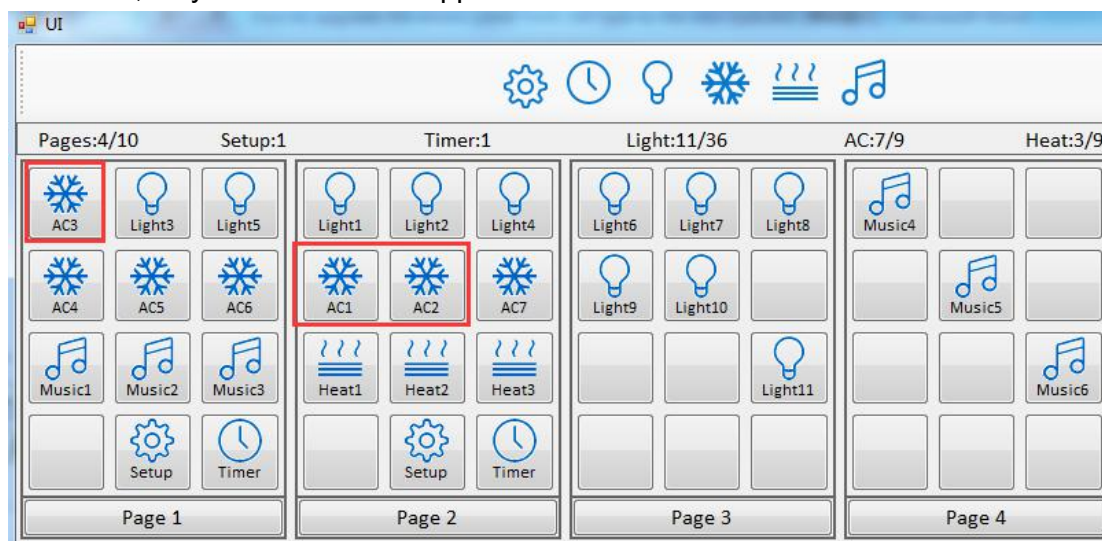 UI
Pages:4/10 Setup:1 Timer:1 Light:11/36 AC:7/9 Heat:3/9
AC3 Light3 Light5 Light1 Light2 Light4 Light6 Light7 Light8 Music4
AC4 AC5 AC6 AC1 AC2 AC7 Light9 Light10 Music5
Music1 Music2 Music3 Heat1 Heat2 Heat3 Light11 Music6
Setup Timer Setup Timer
Page 1 Page 2 Page 3 Page 4